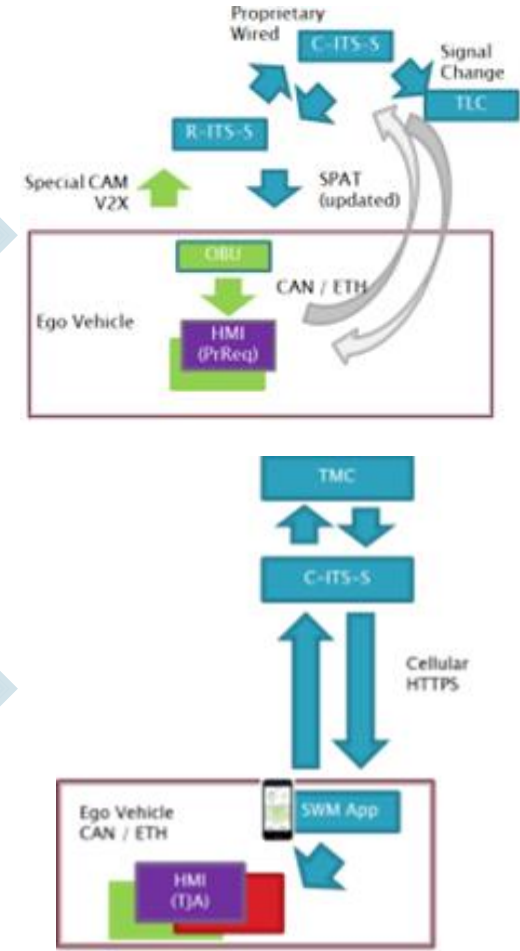 Proprietary
Wired
C-ITS-S
Signal
Change
TLC
R-ITS-S
Special CAM
V2X
SPAT
(updated)
OBU
CAN / ETH
Ego Vehicle
HMI
(PrReq)
TMC
C-ITS-S
Cellular
HTTPS
SWM App
Ego Vehicle
CAN / ETH
HMI
(TJA)